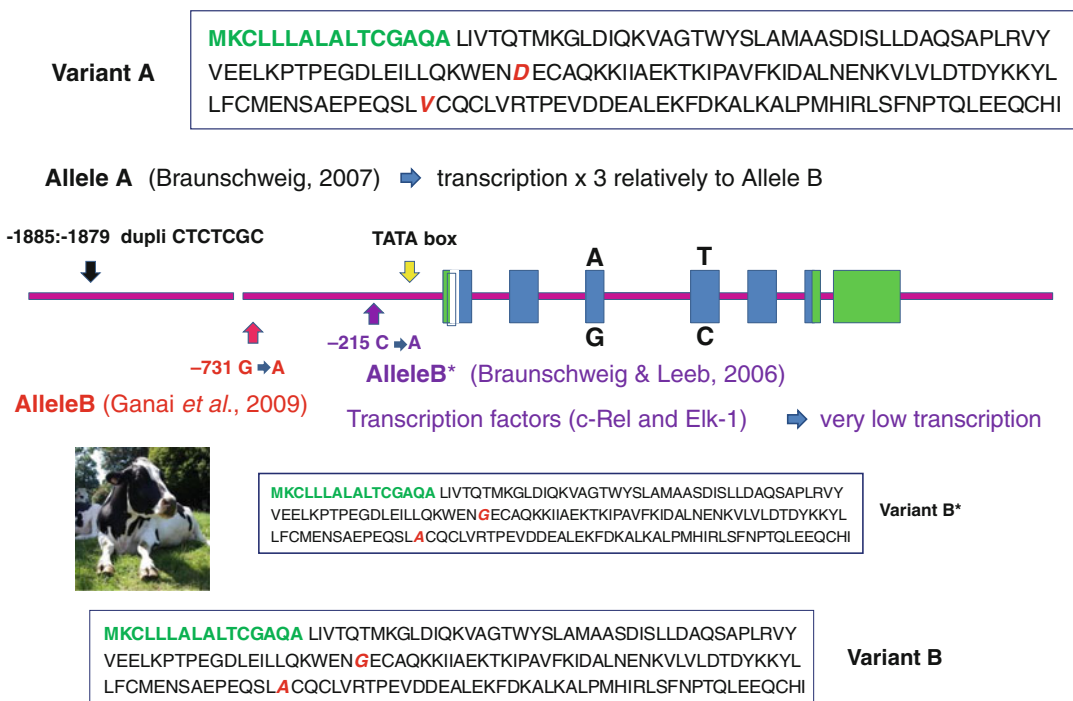 MKCLLLALALTCGAQA LIVTQTMKGLDIQKVAGTWYSLAMAASDISLLDAQSAPLRVY
Variant A
VEELKPTPEGDLEILLQKWENDECAQKKIIAEKTKIPAVFKIDALNENKVLVLDTDYKKYL
LFCMENSAEPEQSLVCQCLVRTPEVDDEALEKFDKALKALPMHIRLSFNPTQLEEQCHI
Allele A (Braunschweig, 2007) ➡ transcription x 3 relatively to Allele B
-1885:-1879 dupli CTCTCGC
TATA box
A T
G C
–731 G ➡ A
–215 C ➡ A
AlleleB (Ganai et al., 2009)
AlleleB* (Braunschweig & Leeb, 2006)
Transcription factors (c-Rel and Elk-1) ➡ very low transcription
MKCLLLALALTCGAQA LIVTQTMKGLDIQKVAGTWYSLAMAASDISLLDAQSAPLRVY
VEELKPTPEGDLEILLQKWENGECAQKKIIAEKTKIPAVFKIDALNENKVLVLDTDYKKYL
LFCMENSAEPEQSLACQCLVRTPEVDDEALEKFDKALKALPMHIRLSFNPTQLEEQCHI
Variant B*
MKCLLLALALTCGAQA LIVTQTMKGLDIQKVAGTWYSLAMAASDISLLDAQSAPLRVY
VEELKPTPEGDLEILLQKWENGECAQKKIIAEKTKIPAVFKIDALNENKVLVLDTDYKKYL
LFCMENSAEPEQSLACQCLVRTPEVDDEALEKFDKALKALPMHIRLSFNPTQLEEQCHI
Variant B